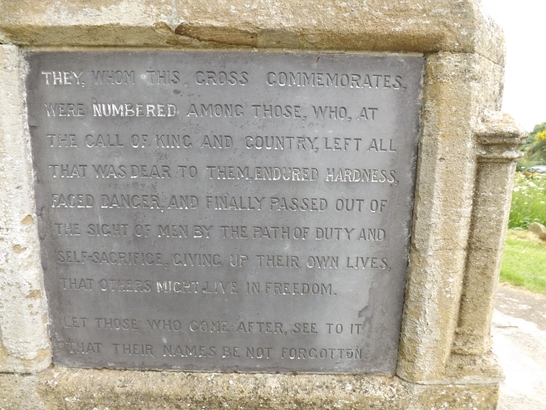 THEY, WHOM THIS CROSS COMMEMORATES,
WERE NUMBERED AMONG THOSE, WHO, AT
THE CALL OF KING AND COUNTRY, LEFT ALL
THAT WAS DEAR TO THEM, ENDURED HARDNESS,
FACED DANGER, AND FINALLY PASSED OUT OF
THE SIGHT OF MEN BY THE PATH OF DUTY AND
SELF-SACRIFICE, GIVING UP THEIR OWN LIVES,
THAT OTHERS MIGHT LIVE IN FREEDOM.
LET THOSE WHO COME AFTER, SEE TO IT
THAT THEIR NAMES BE NOT FORGOTTON.